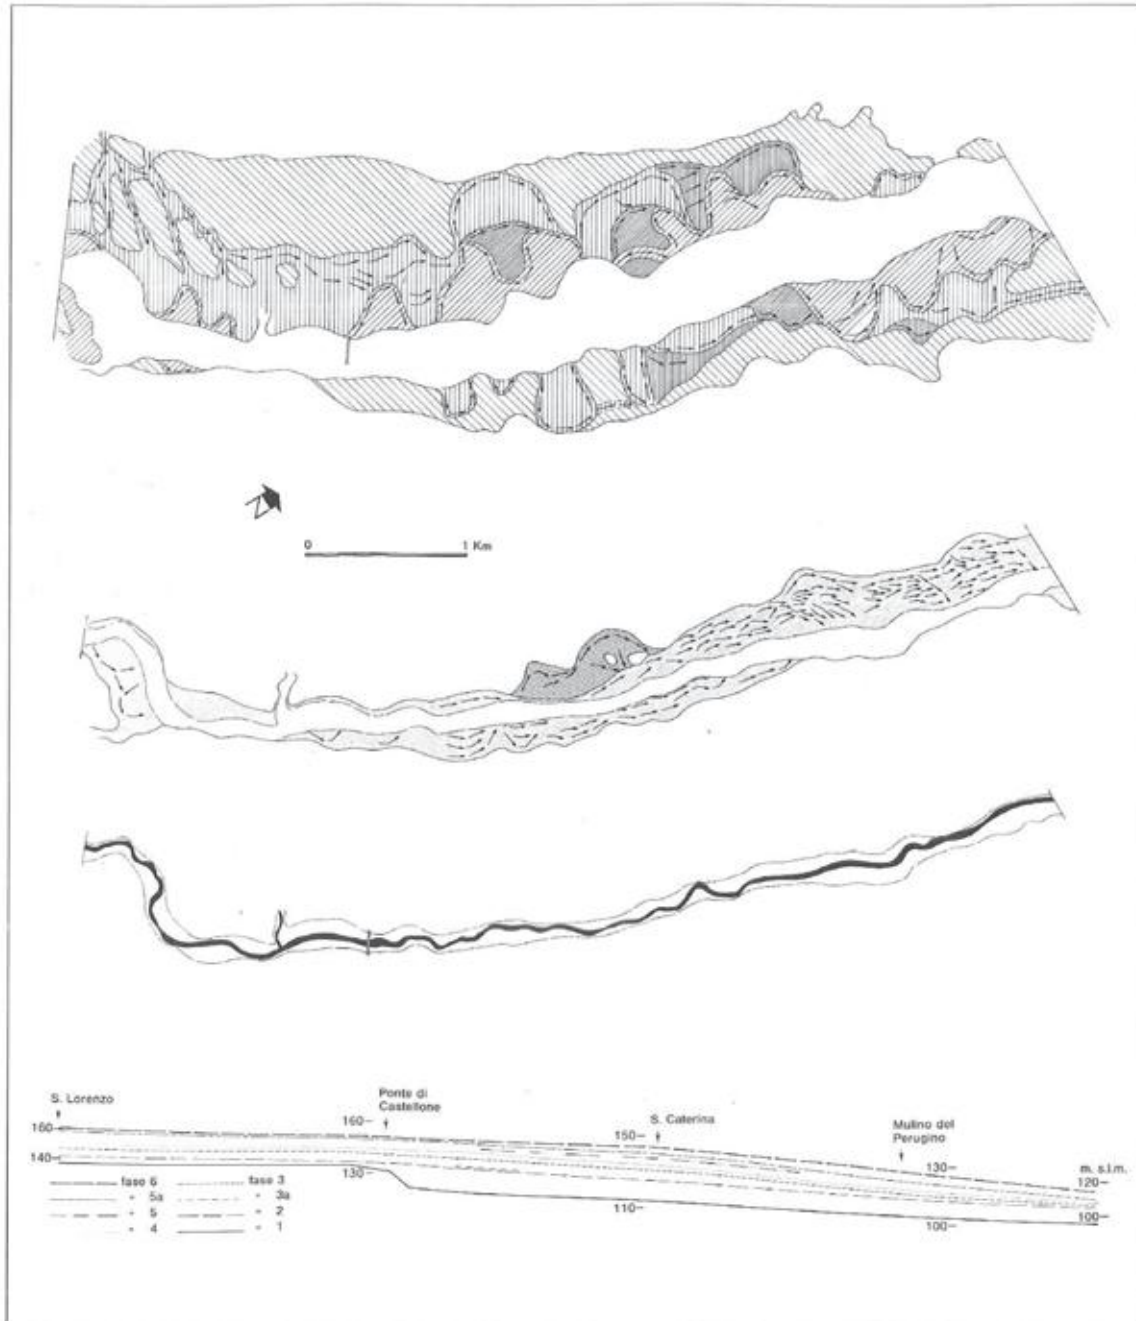 N
0 1 Km
S. Lorenzo
Ponte di
Castellone
S. Caterina
Mulino del
Perugino
160
160
150
130
m. s.l.m.
120
140
130
110
100
100
fase 6
" 5a
" 5
" 4
fase 3
" 3a
" 2
" 1